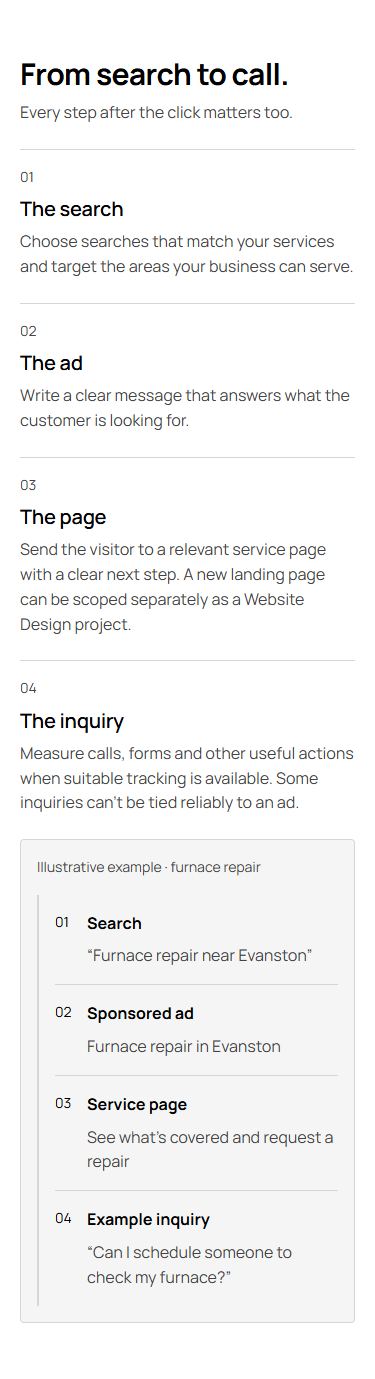 From search to call.
Every step after the click matters too.
01
The search
Choose searches that match your services
and target the areas your business can serve.
02
The ad
Write a clear message that answers what the
customer is looking for.
03
The page
Send the visitor to a relevant service page
with a clear next step. A new landing page
can be scoped separately as a Website
Design project.
04
The inquiry
Measure calls, forms and other useful actions
when suitable tracking is available. Some
inquiries can’t be tied reliably to an ad.
Illustrative example · furnace repair
01 Search
“Furnace repair near Evanston”
02 Sponsored ad
Furnace repair in Evanston
03 Service page
See what’s covered and request a
repair
04 Example inquiry
“Can I schedule someone to
check my furnace?”